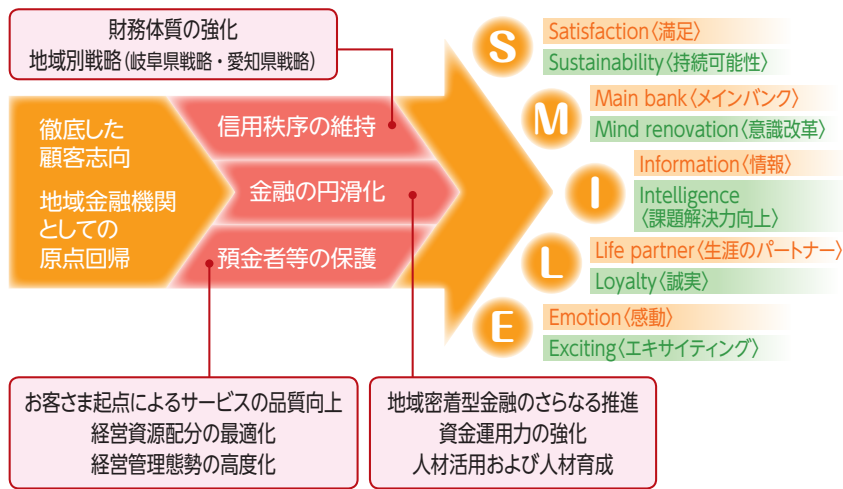 財務体質の強化
地域別戦略(岐阜県戦略・愛知県戦略)
徹底した
顧客志向
地域金融機関
としての
原点回帰
信用秩序の維持
金融の円滑化
預金者等の保護
S
Satisfaction〈満足〉
Sustainability〈持続可能性〉
M
Main bank〈メインバンク〉
Mind renovation〈意識改革〉
I
Information〈情報〉
Intelligence
〈課題解決力向上〉
L
Life partner〈生涯のパートナー〉
Loyalty〈誠実〉
E
Emotion〈感動〉
Exciting〈エキサイティング〉
お客さま起点によるサービスの品質向上
経営資源配分の最適化
経営管理態勢の高度化
地域密着型金融のさらなる推進
資金運用力の強化
人材活用および人材育成